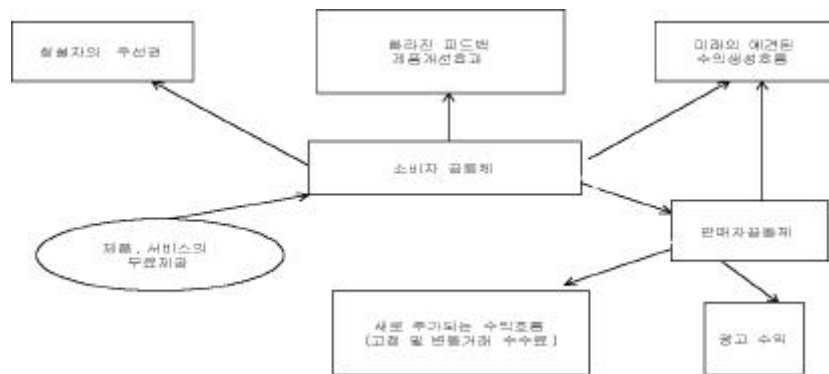 창설자의 우선권
빨라진 피드백
제품개선효과
미래의 예견된
수익생성흐름
소비자 공동체
제품, 서비스의
무료제공
판매자공동체
새로 추가되는 수익흐름
(고정 및 변동거래 수수료)
광고 수익